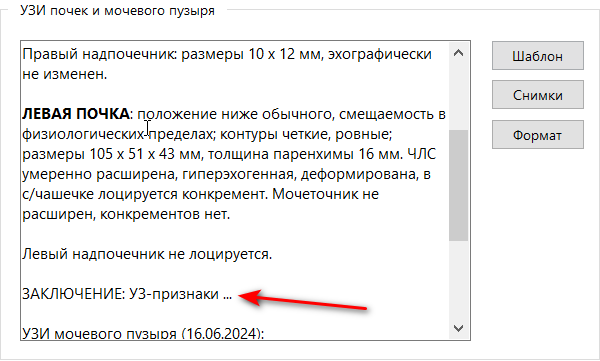 УЗИ почек и мочевого пузыря
Правый надпочечник: размеры 10 x 12 мм, эхографически
не изменен.
ЛЕВАЯ ПОЧКА: положение ниже обычного, смещаемость в
физиологических пределах; контуры четкие, ровные;
размеры 105 x 51 x 43 мм, толщина паренхимы 16 мм. ЧЛС
умеренно расширена, гиперэхогенная, деформирована, в
с/чашечке лоцируется конкремент. Мочеточник не
расширен, конкрементов нет.
Левый надпочечник не лоцируется.
ЗАКЛЮЧЕНИЕ: УЗ-признаки ...
УЗИ мочевого пузыря (16.06.2024):
Шаблон
Снимки
Формат